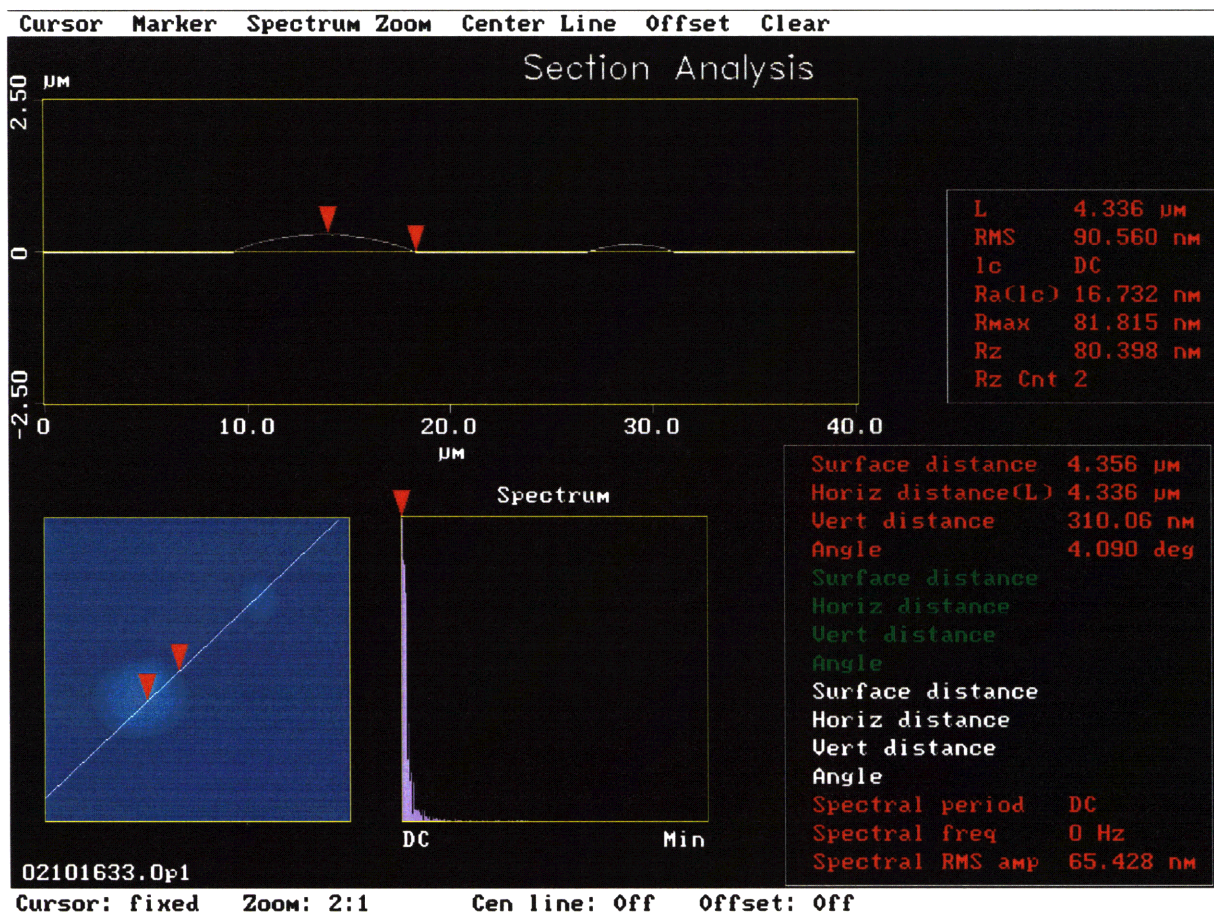 Cursor Marker Spectrum Zoom Center Line Offset Clear
Section Analysis
µM
2.50
0
-2.50
0 10.0 20.0 30.0 40.0
µM
L 4.336 µM
RMS 90.560 nM
lc DC
Ra(lc) 16.732 nM
RMax 81.815 nM
Rz 80.398 nM
Rz Cnt 2
Surface distance 4.356 µM
Horiz distance(L) 4.336 µM
Vert distance 310.06 nM
Angle 4.090 deg
Surface distance
Horiz distance
Vert distance
Angle
Surface distance
Horiz distance
Vert distance
Angle
Spectral period DC
Spectral freq 0 Hz
Spectral RMS amp 65.428 nM
Spectrum
DC Min
02101633.0p1
Cursor: fixed Zoom: 2:1 Cen line: Off Offset: Off